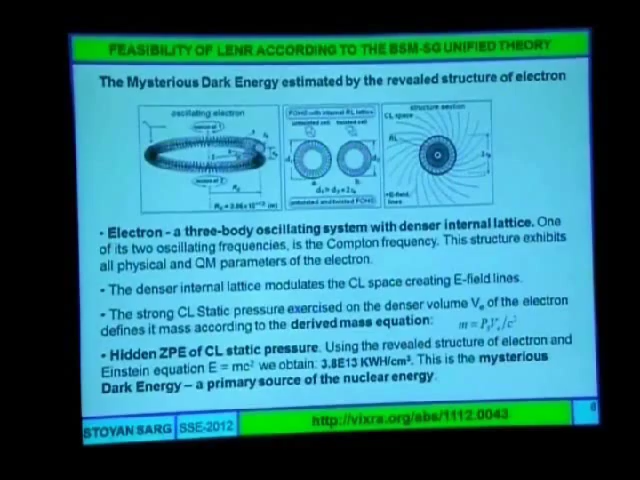 FEASIBILITY OF LENR ACCORDING TO THE BSM-SG UNIFIED THEORY
The Mysterious Dark Energy estimated by the revealed structure of electron
oscillating electron
structure section
CL space
E-field
lines
• Electron - a three-body oscillating system with denser internal lattice. One
of its two oscillating frequencies, is the Compton frequency. This structure exhibits
all physical and QM parameters of the electron.
• The denser internal lattice modulates the CL space creating E-field lines.
• The strong CL Static pressure exercised on the denser volume Vₑ of the electron
defines it mass according to the derived mass equation:
• Hidden ZPE of CL static pressure. Using the revealed structure of electron and
Einstein equation E = mc² we obtain: 3.8E13 KWH/cm³. This is the mysterious
Dark Energy – a primary source of the nuclear energy.
STOYAN SARG SSE-2012 http://vixra.org/abs/1112.0043